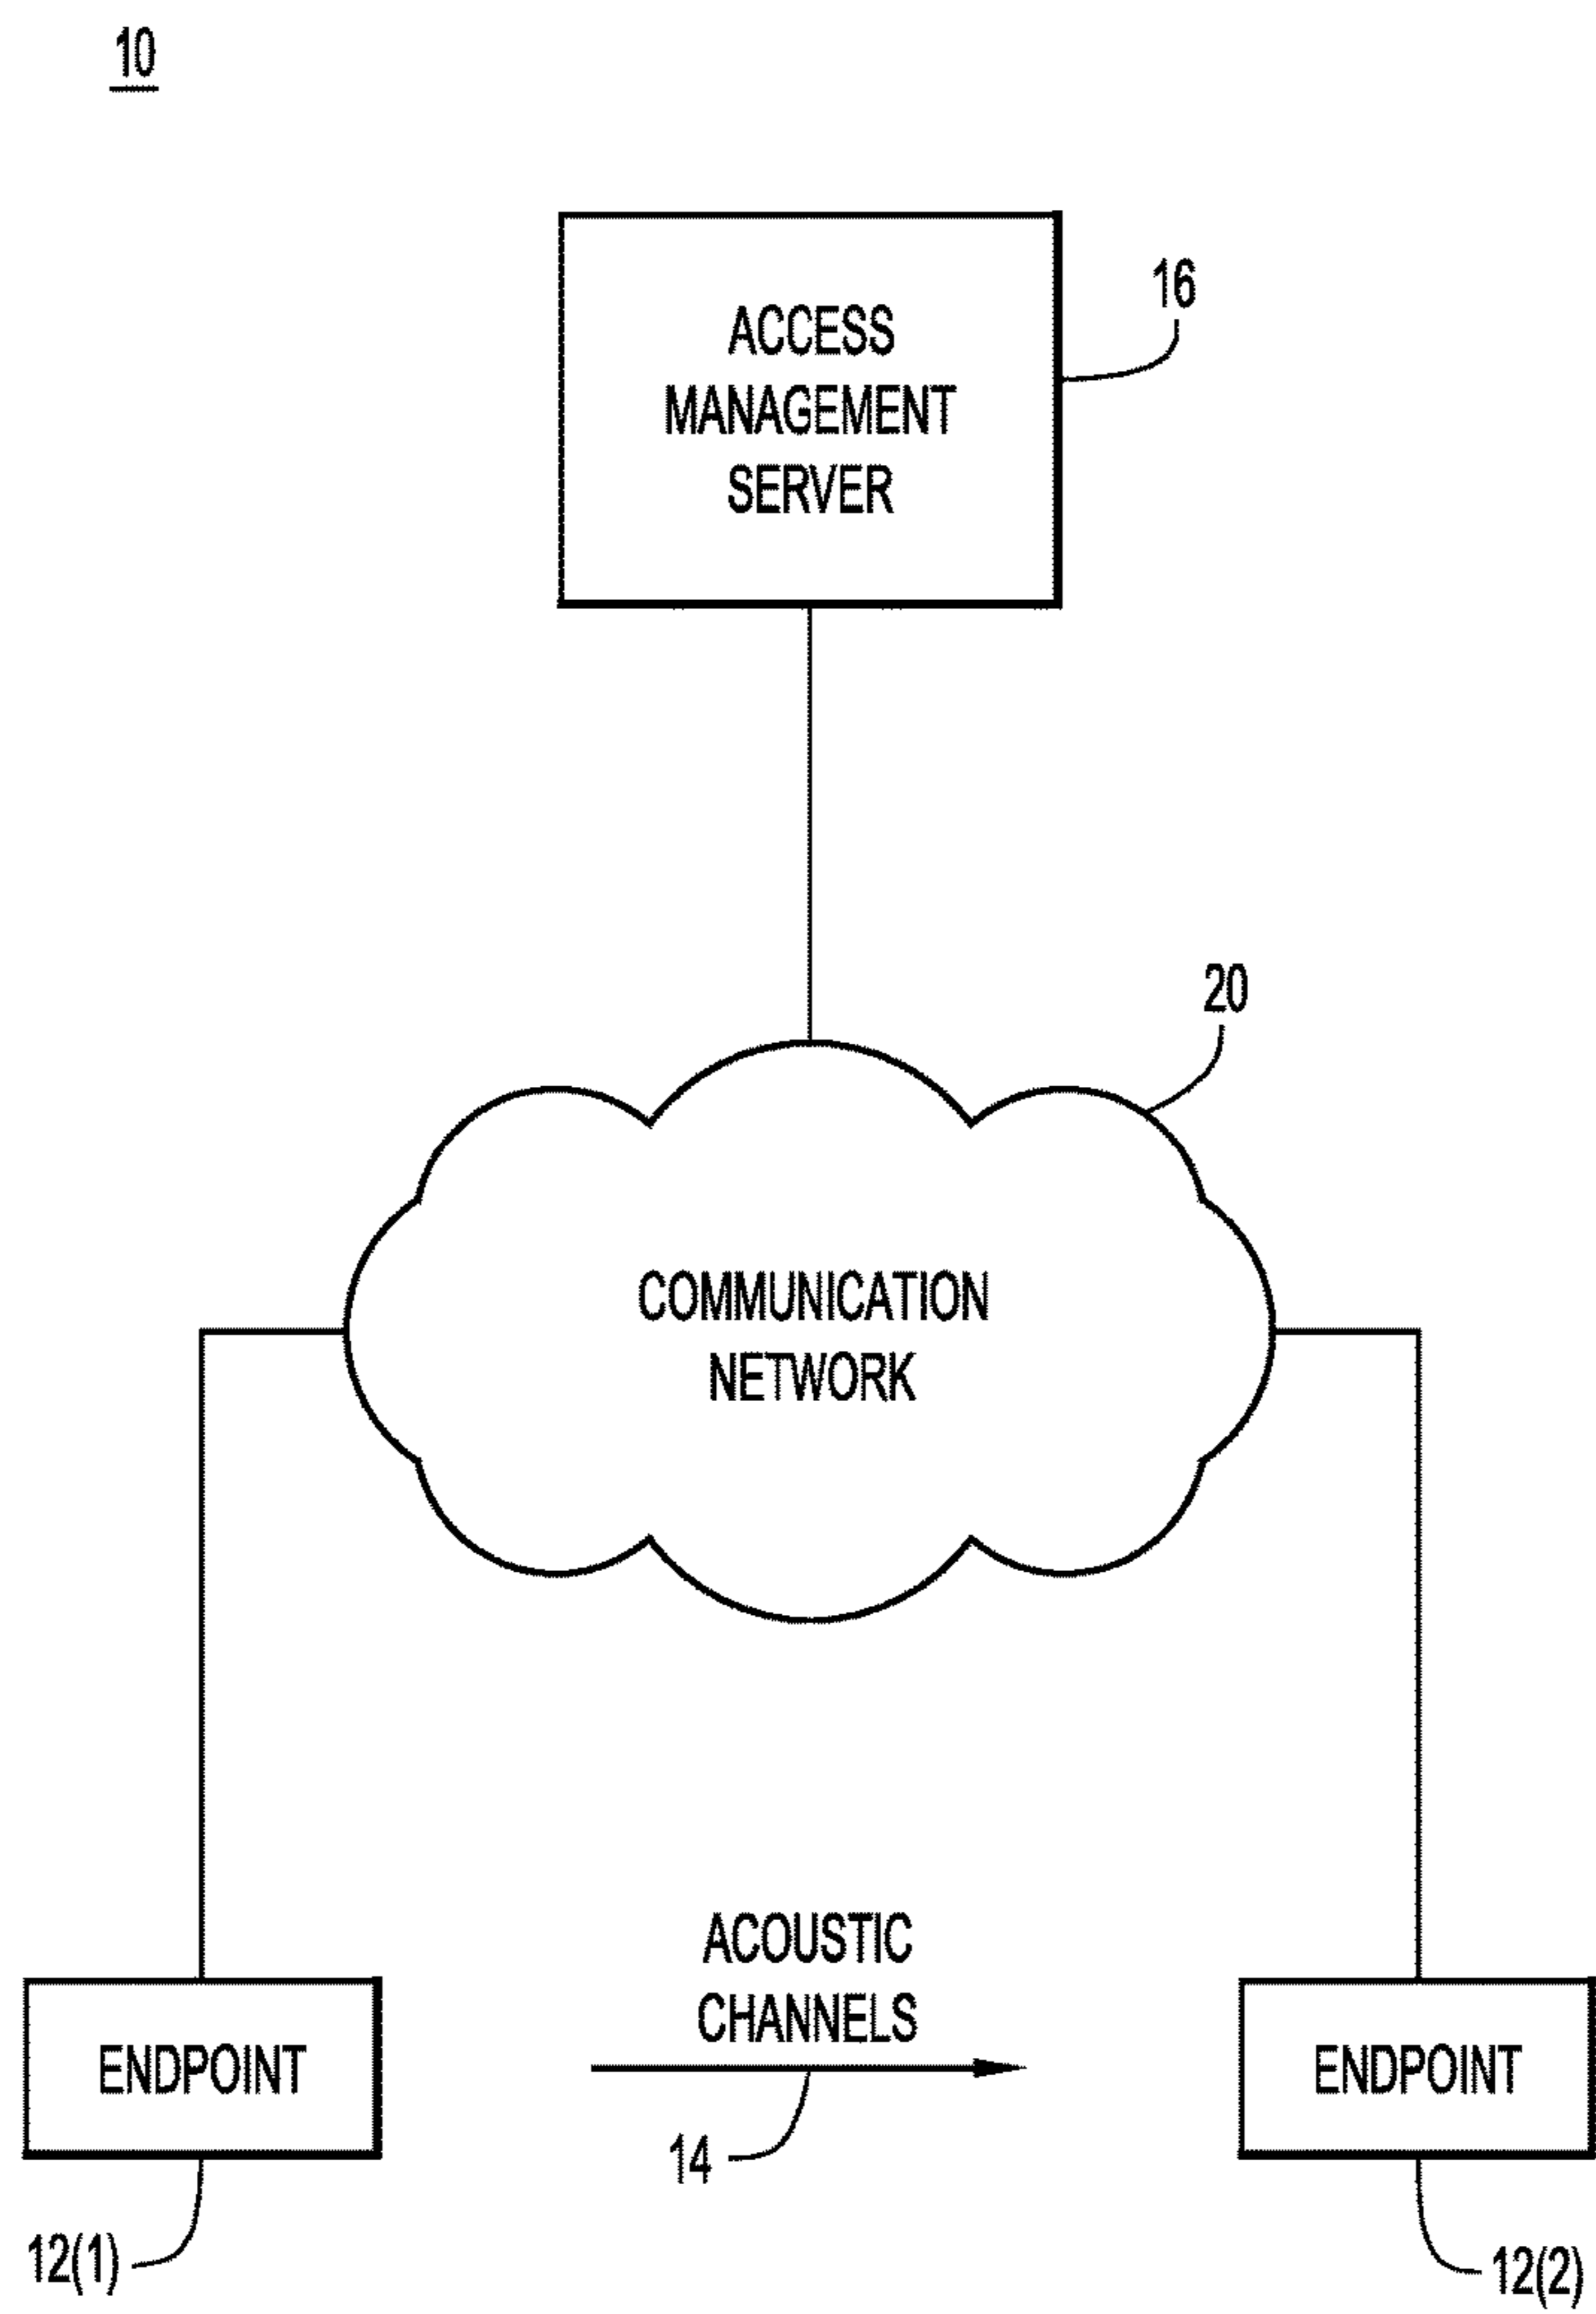 10
ACCESS
MANAGEMENT
SERVER
16
20
COMMUNICATION
NETWORK
ACOUSTIC
CHANNELS
ENDPOINT
ENDPOINT
14
12(1)
12(2)